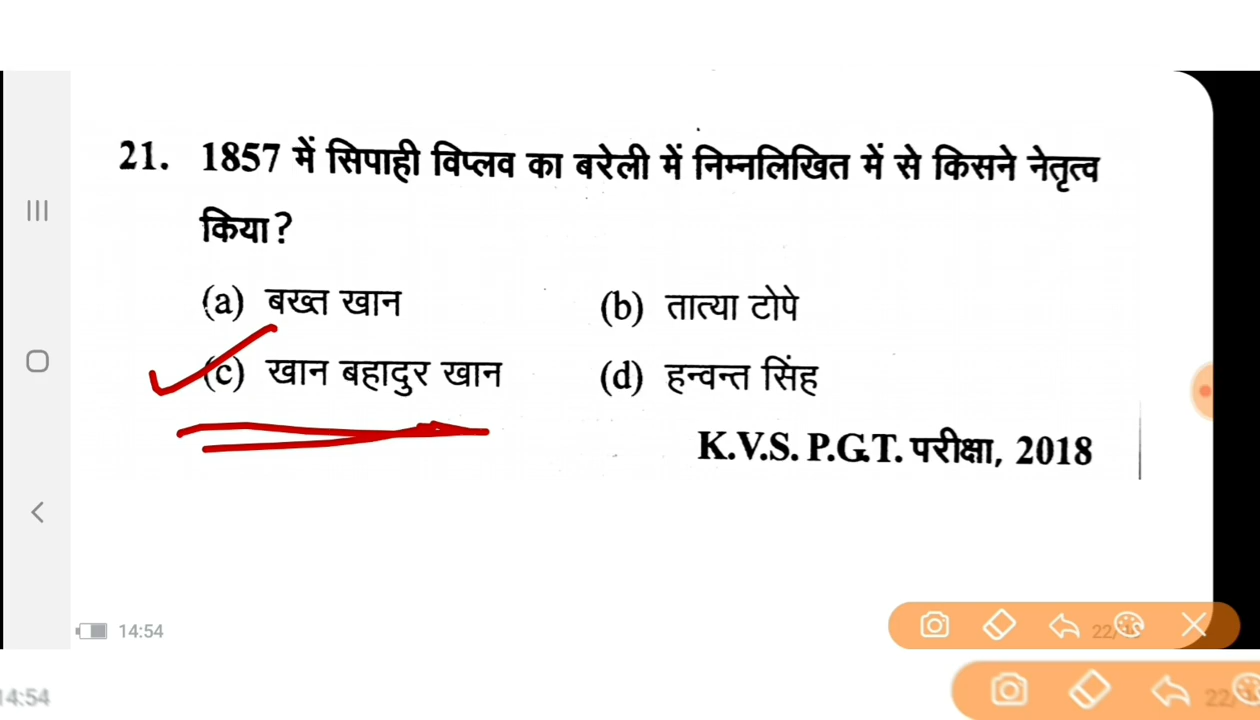 21. 1857 में सिपाही विप्लव का बरेली में निम्नलिखित में से किसने नेतृत्व
किया?
(a) बख्त खान (b) तात्या टोपे
(c) खान बहादुर खान (d) हन्वन्त सिंह
K.V.S. P.G.T. परीक्षा, 2018
14:54
14:54